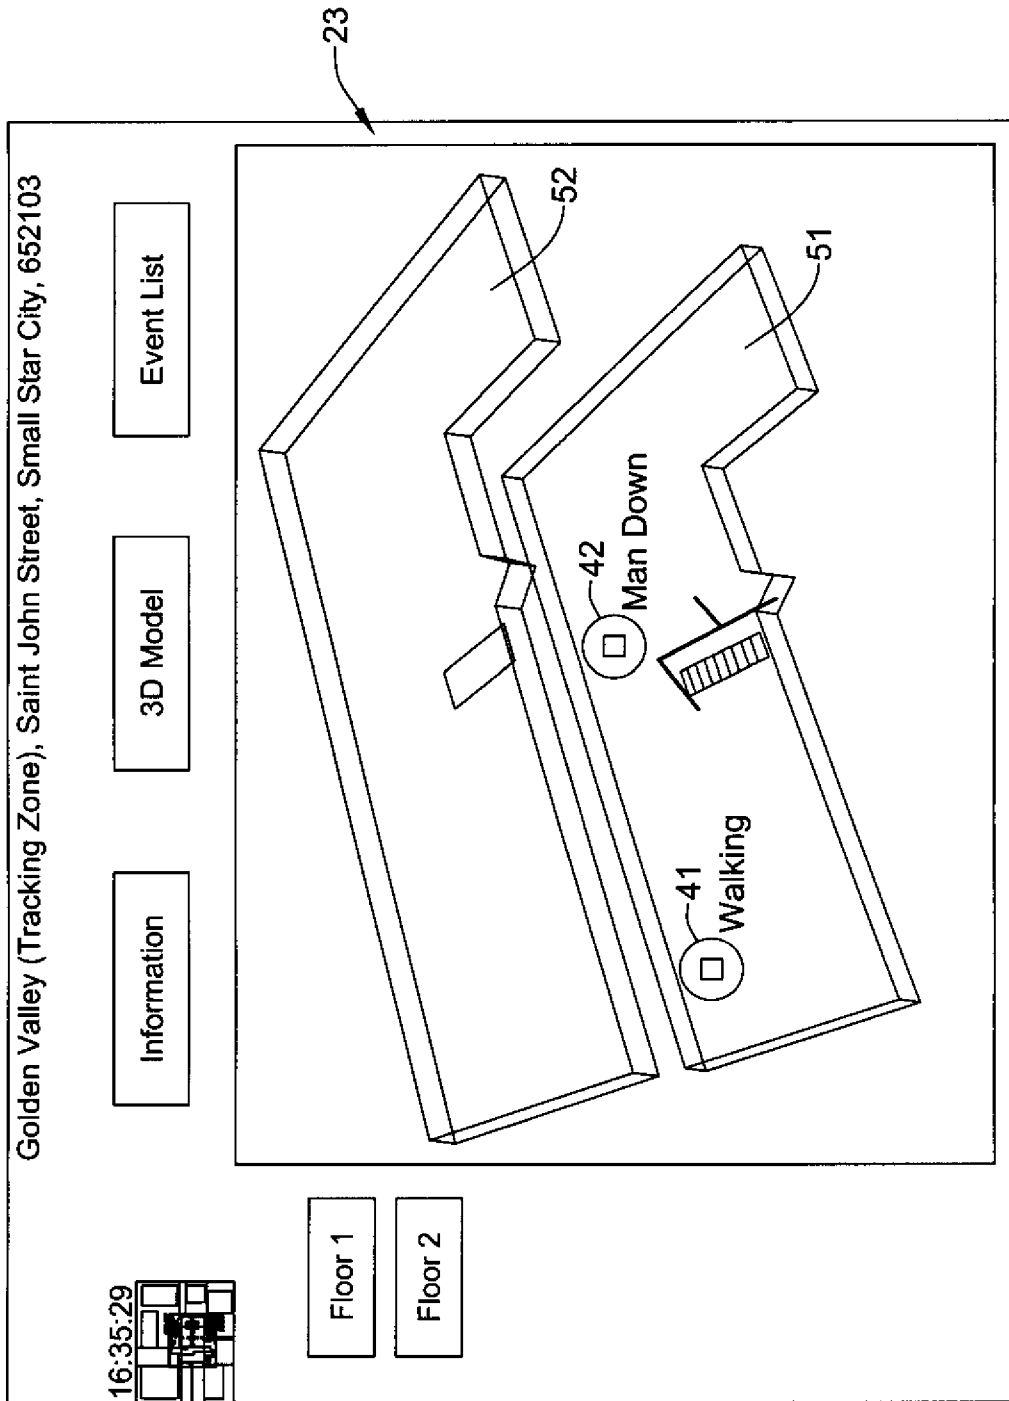 Golden Valley (Tracking Zone), Saint John Street, Small Star City, 652103
16:35:29
Information
3D Model
Event List
23
Floor 1
Floor 2
52
42
Man Down
41
Walking
51